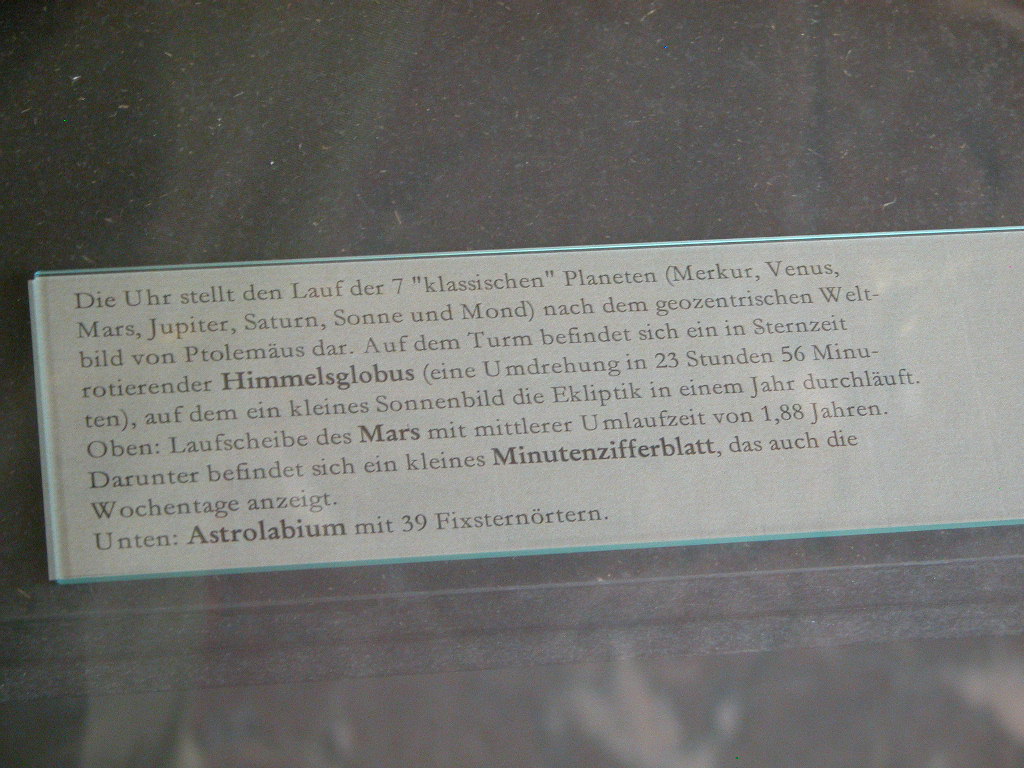 Die Uhr stellt den Lauf der 7 "klassischen" Planeten (Merkur, Venus,
Mars, Jupiter, Saturn, Sonne und Mond) nach dem geozentrischen Welt-
bild von Ptolemäus dar. Auf dem Turm befindet sich ein in Sternzeit
rotierender Himmelsglobus (eine Umdrehung in 23 Stunden 56 Minu-
ten), auf dem ein kleines Sonnenbild die Ekliptik in einem Jahr durchläuft.
Oben: Laufscheibe des Mars mit mittlerer Umlaufzeit von 1,88 Jahren.
Darunter befindet sich ein kleines Minutenzifferblatt, das auch die
Wochentage anzeigt.
Unten: Astrolabium mit 39 Fixsternörtern.